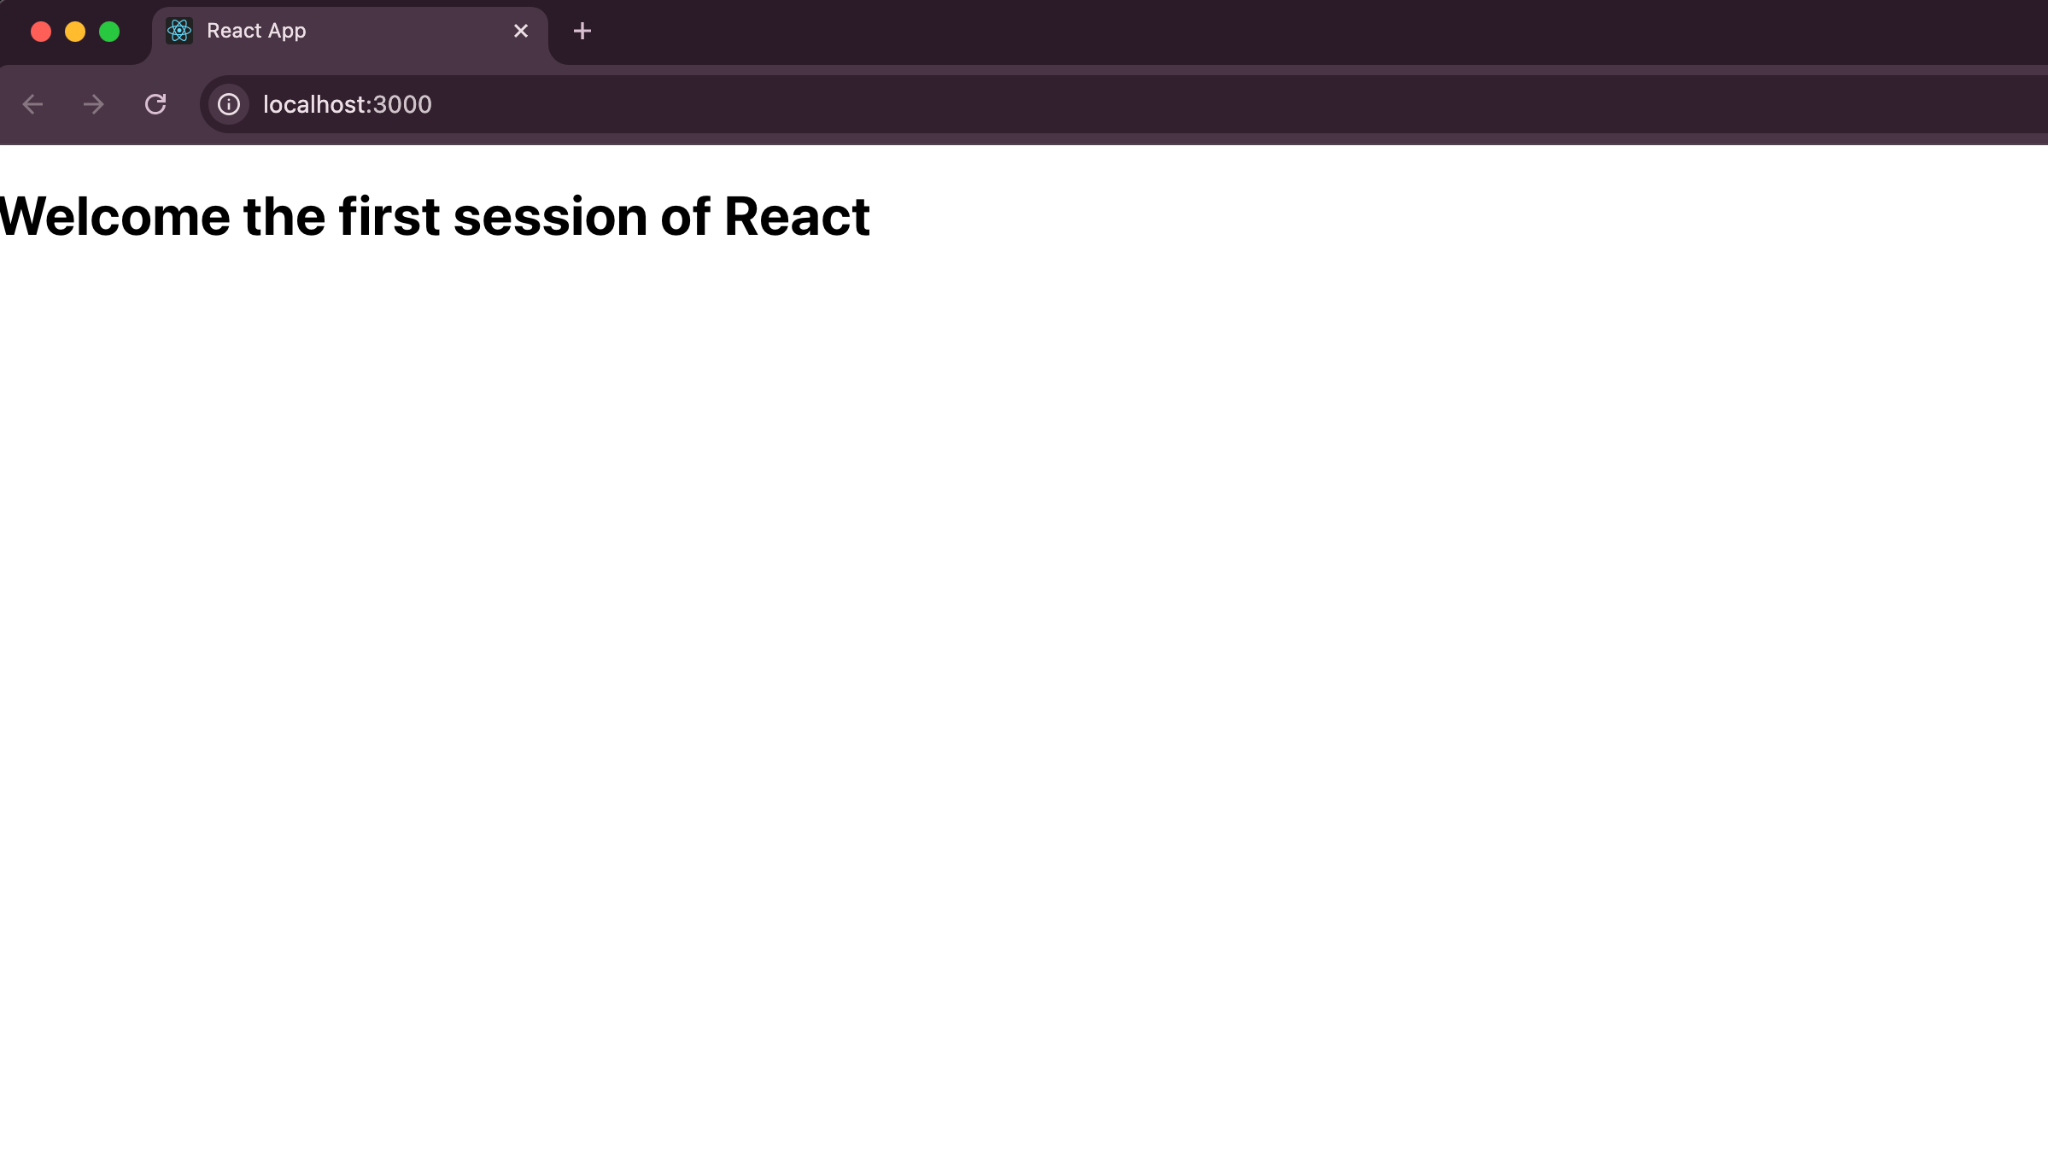 React App
localhost:3000
Welcome the first session of React